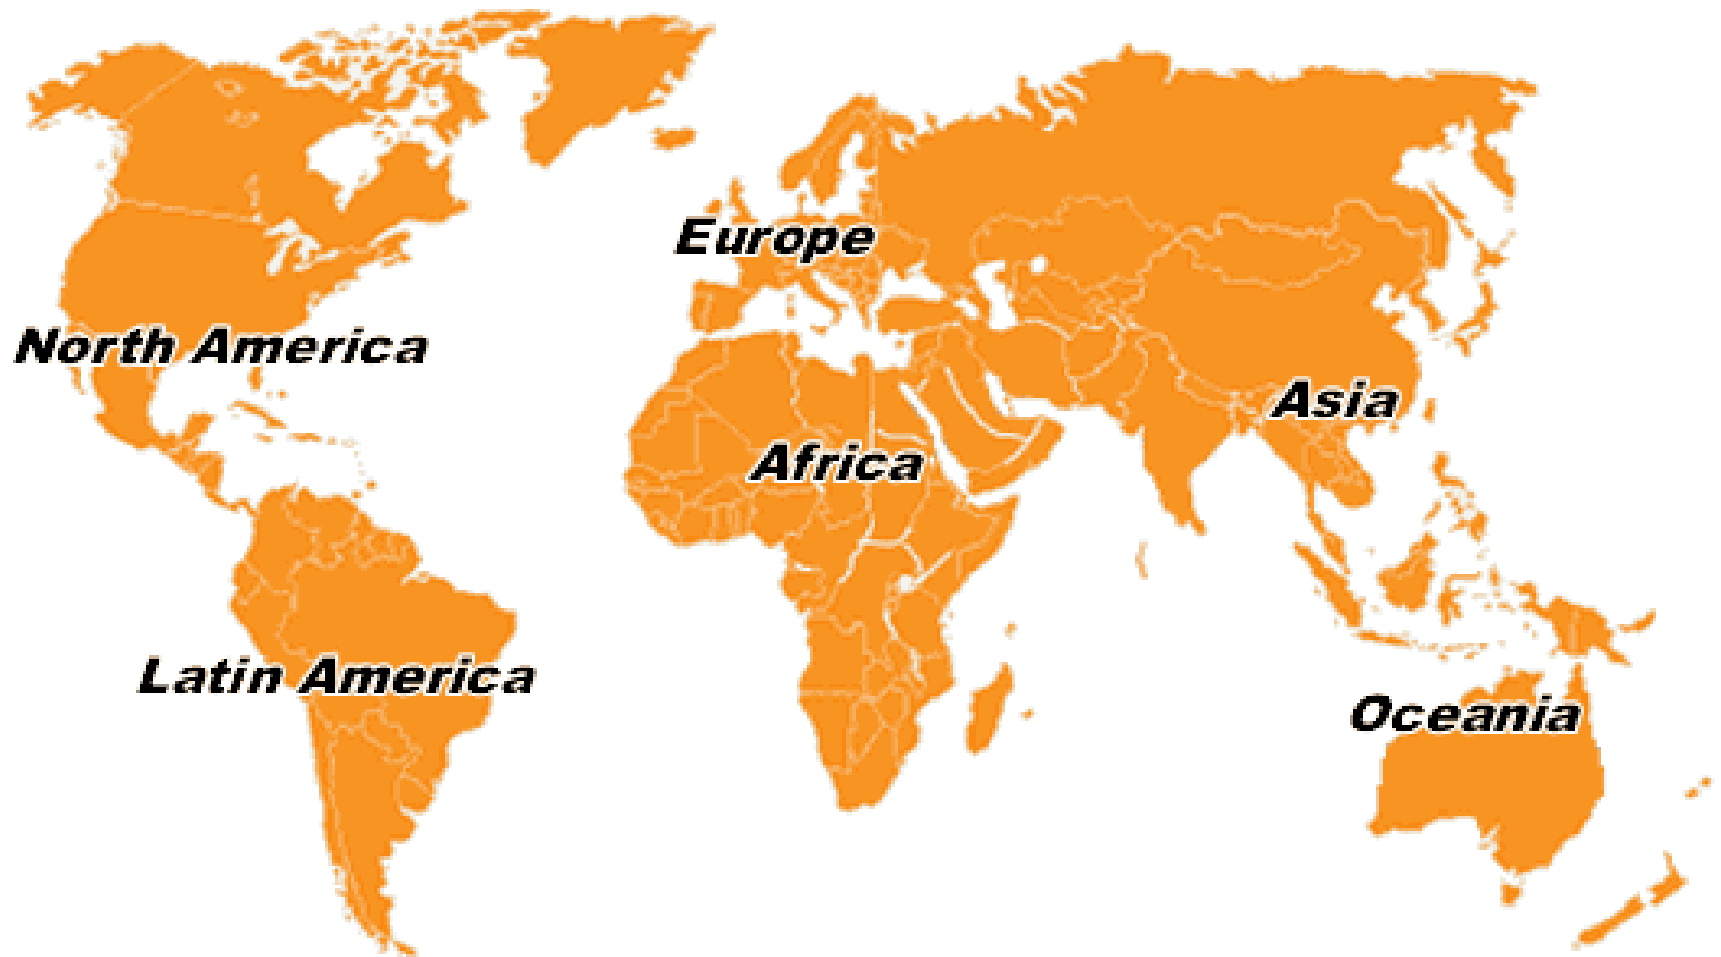 Europe
North America
Asia
Africa
Latin America
Oceania